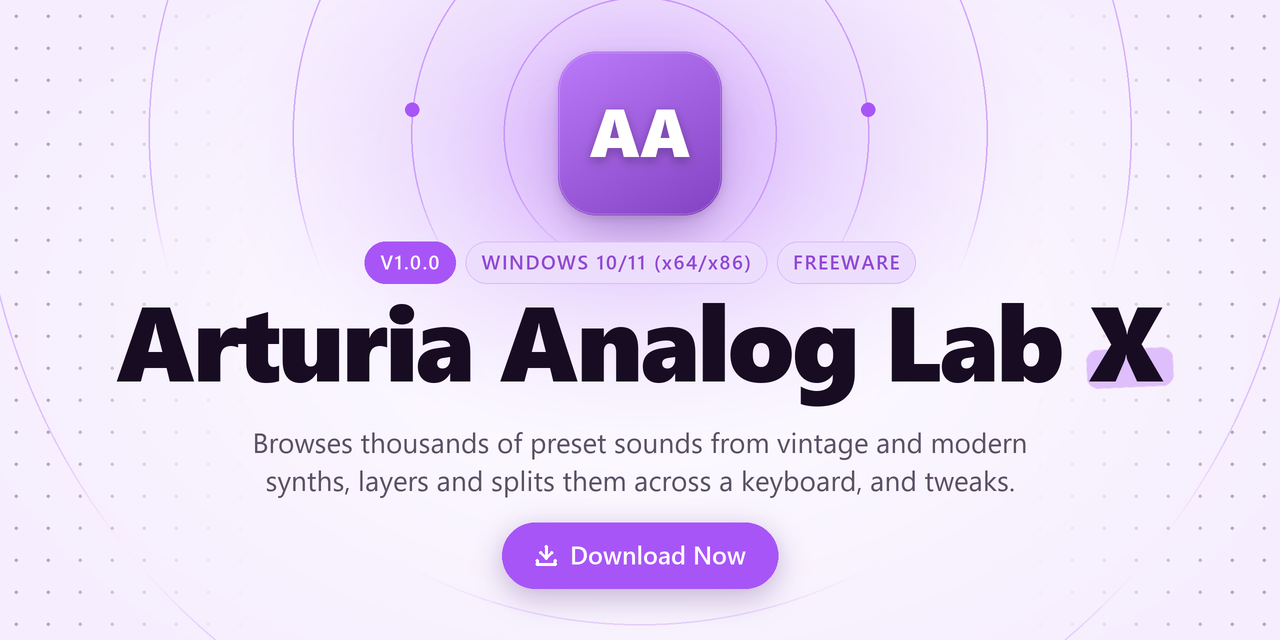 AA
V1.0.0
WINDOWS 10/11 (x64/x86)
FREEWARE
Arturia Analog Lab X
Browses thousands of preset sounds from vintage and modern
synths, layers and splits them across a keyboard, and tweaks.
Download Now